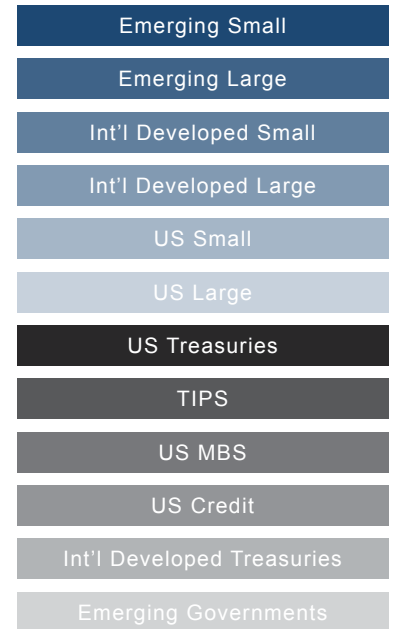 Emerging Small
Emerging Large
Int’l Developed Small
Int’l Developed Large
US Small
US Large
US Treasuries
TIPS
US MBS
US Credit
Int’l Developed Treasuries
Emerging Governments